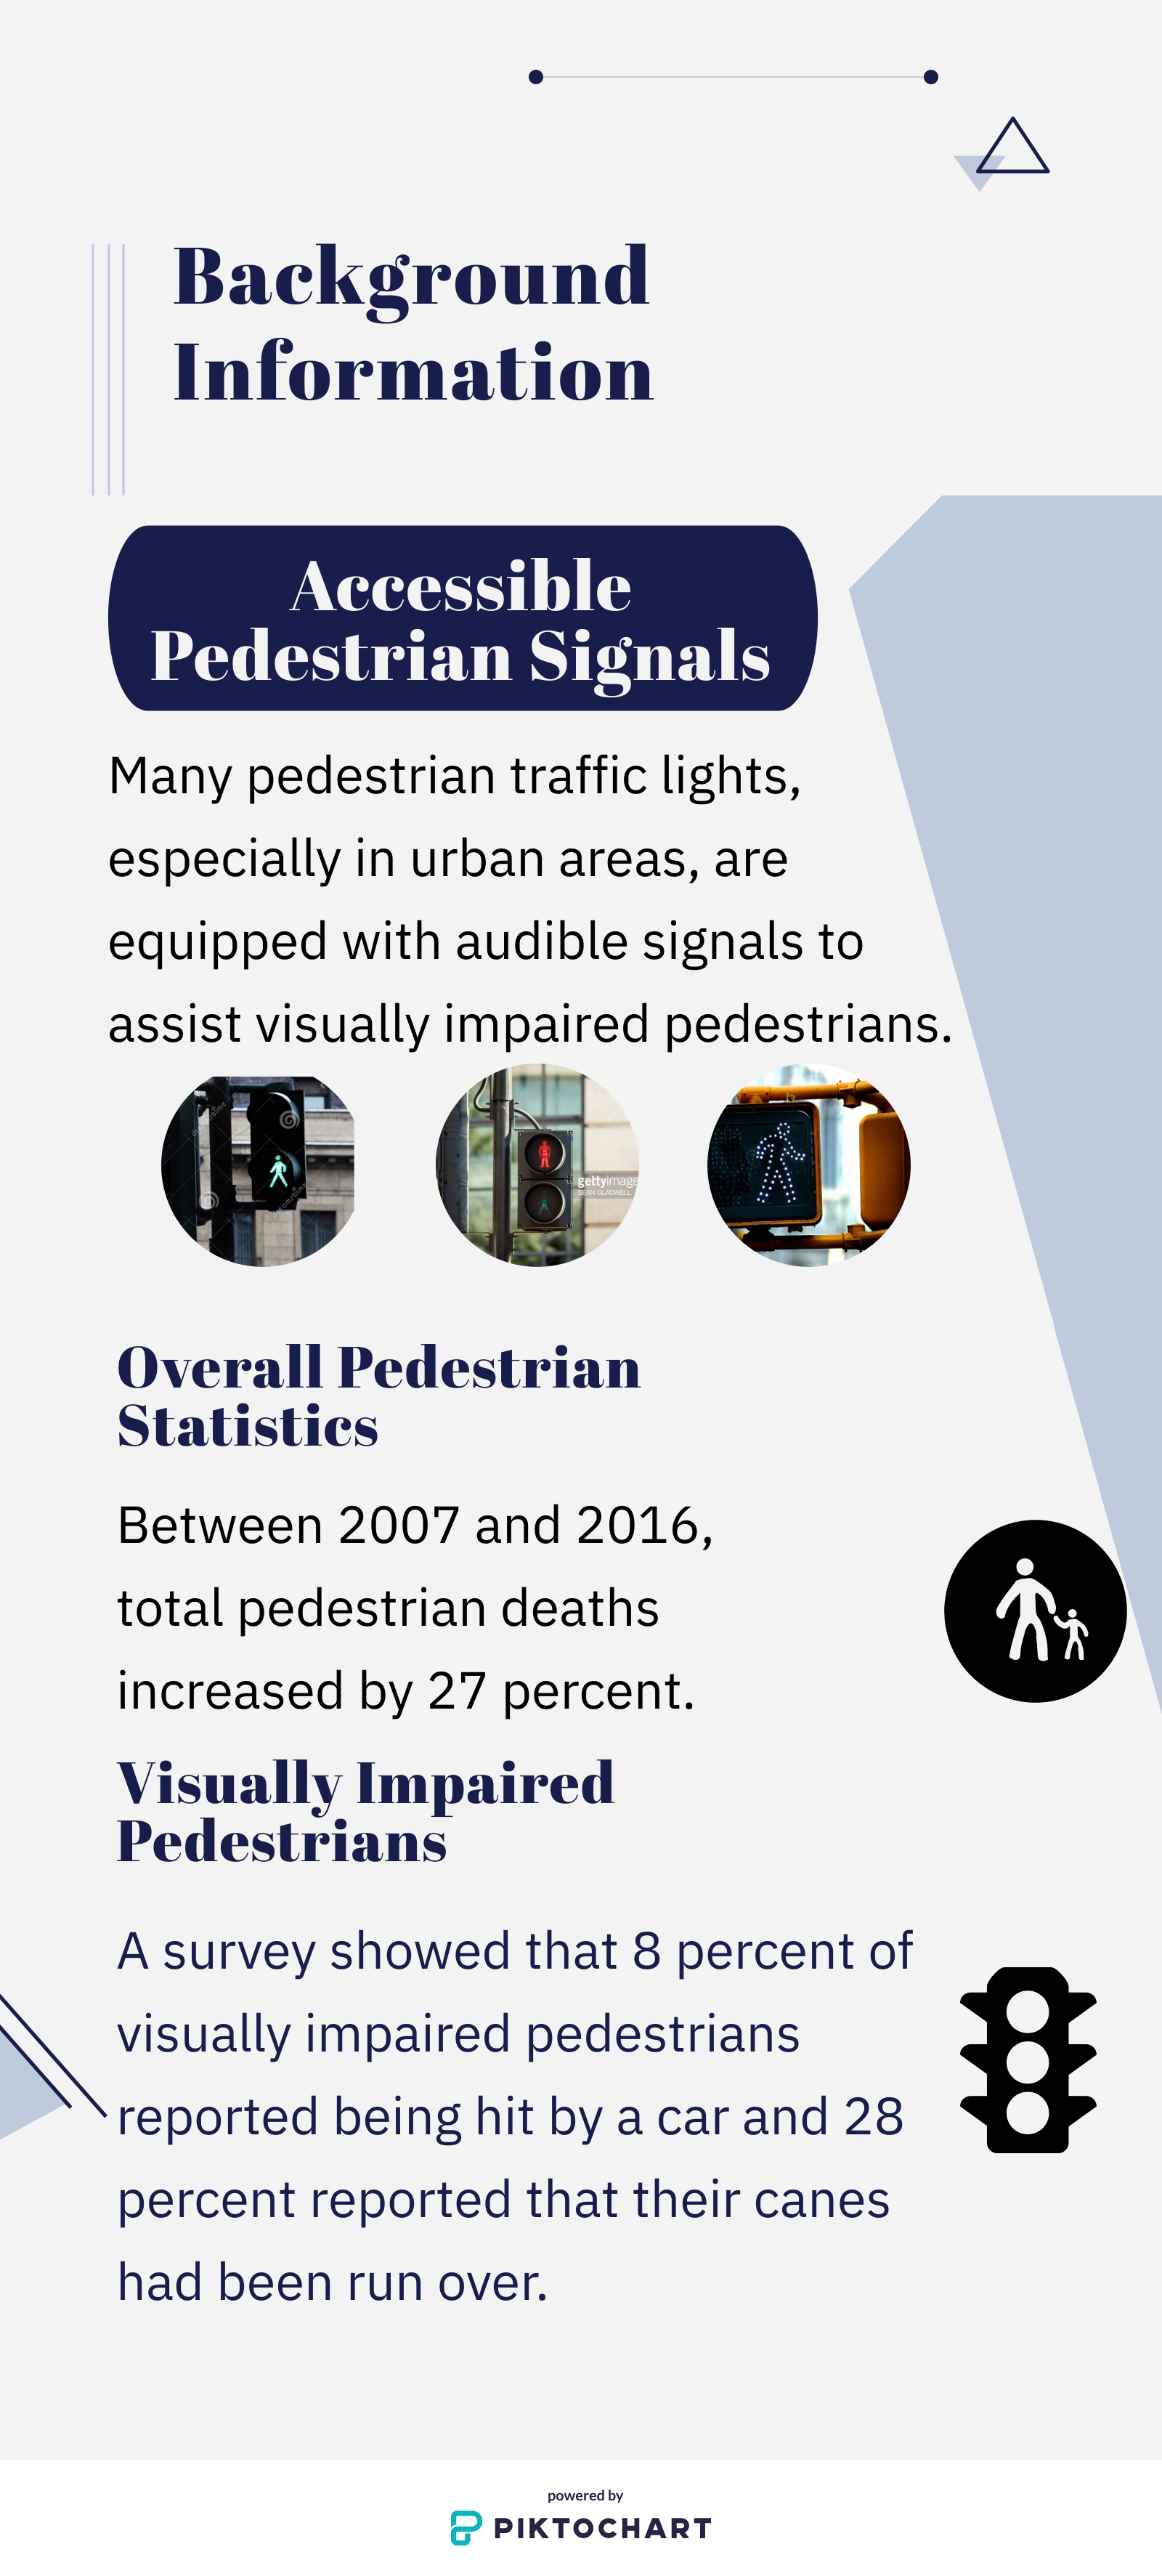 Background
Information
Accessible
Pedestrian Signals
Many pedestrian traffic lights,
especially in urban areas, are
equipped with audible signals to
assist visually impaired pedestrians.
gettyimage
SEAN GLADWELL
Overall Pedestrian
Statistics
Between 2007 and 2016,
total pedestrian deaths
increased by 27 percent.
Visually Impaired
Pedestrians
A survey showed that 8 percent of
visually impaired pedestrians
reported being hit by a car and 28
percent reported that their canes
had been run over.
powered by
PIKTOCHART